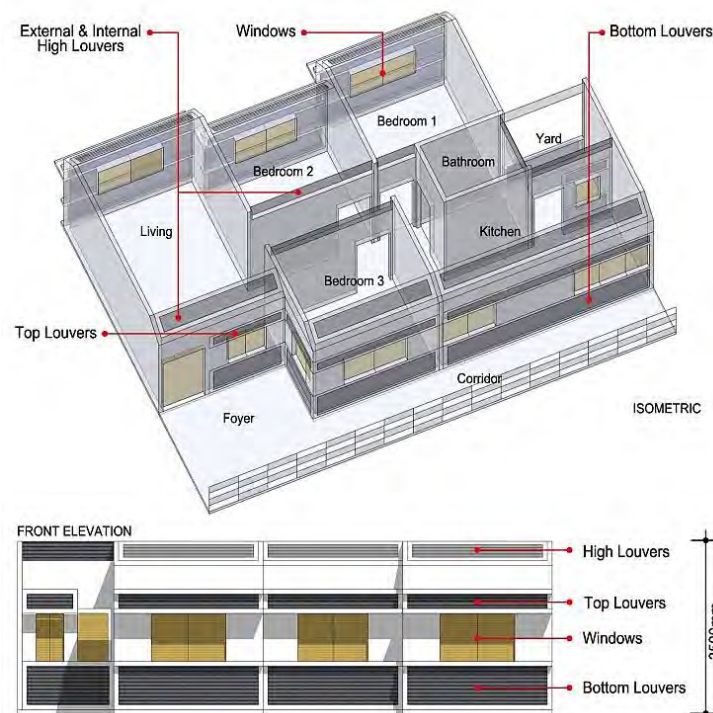 External & Internal
High Louvers
Windows
Bottom Louvers
Bedroom 1
Yard
Bathroom
Bedroom 2
Living
Kitchen
Bedroom 3
Top Louvers
Corridor
Foyer
ISOMETRIC
FRONT ELEVATION
High Louvers
Top Louvers
Windows
Bottom Louvers